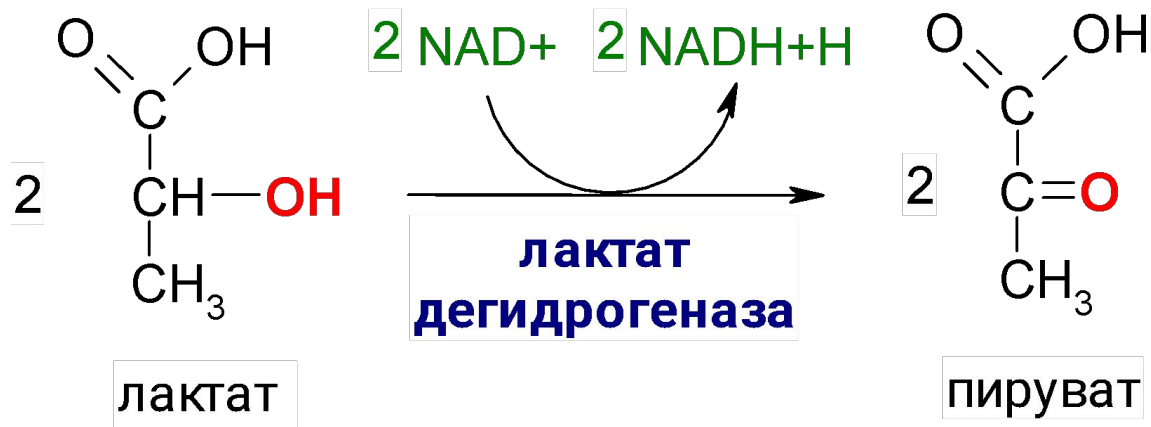 O OH 2 NAD+ 2 NADH+H O OH
C C
2 CH OH 2 C O
CH3 лактат CH3
дегидрогеназа
лактат пируват